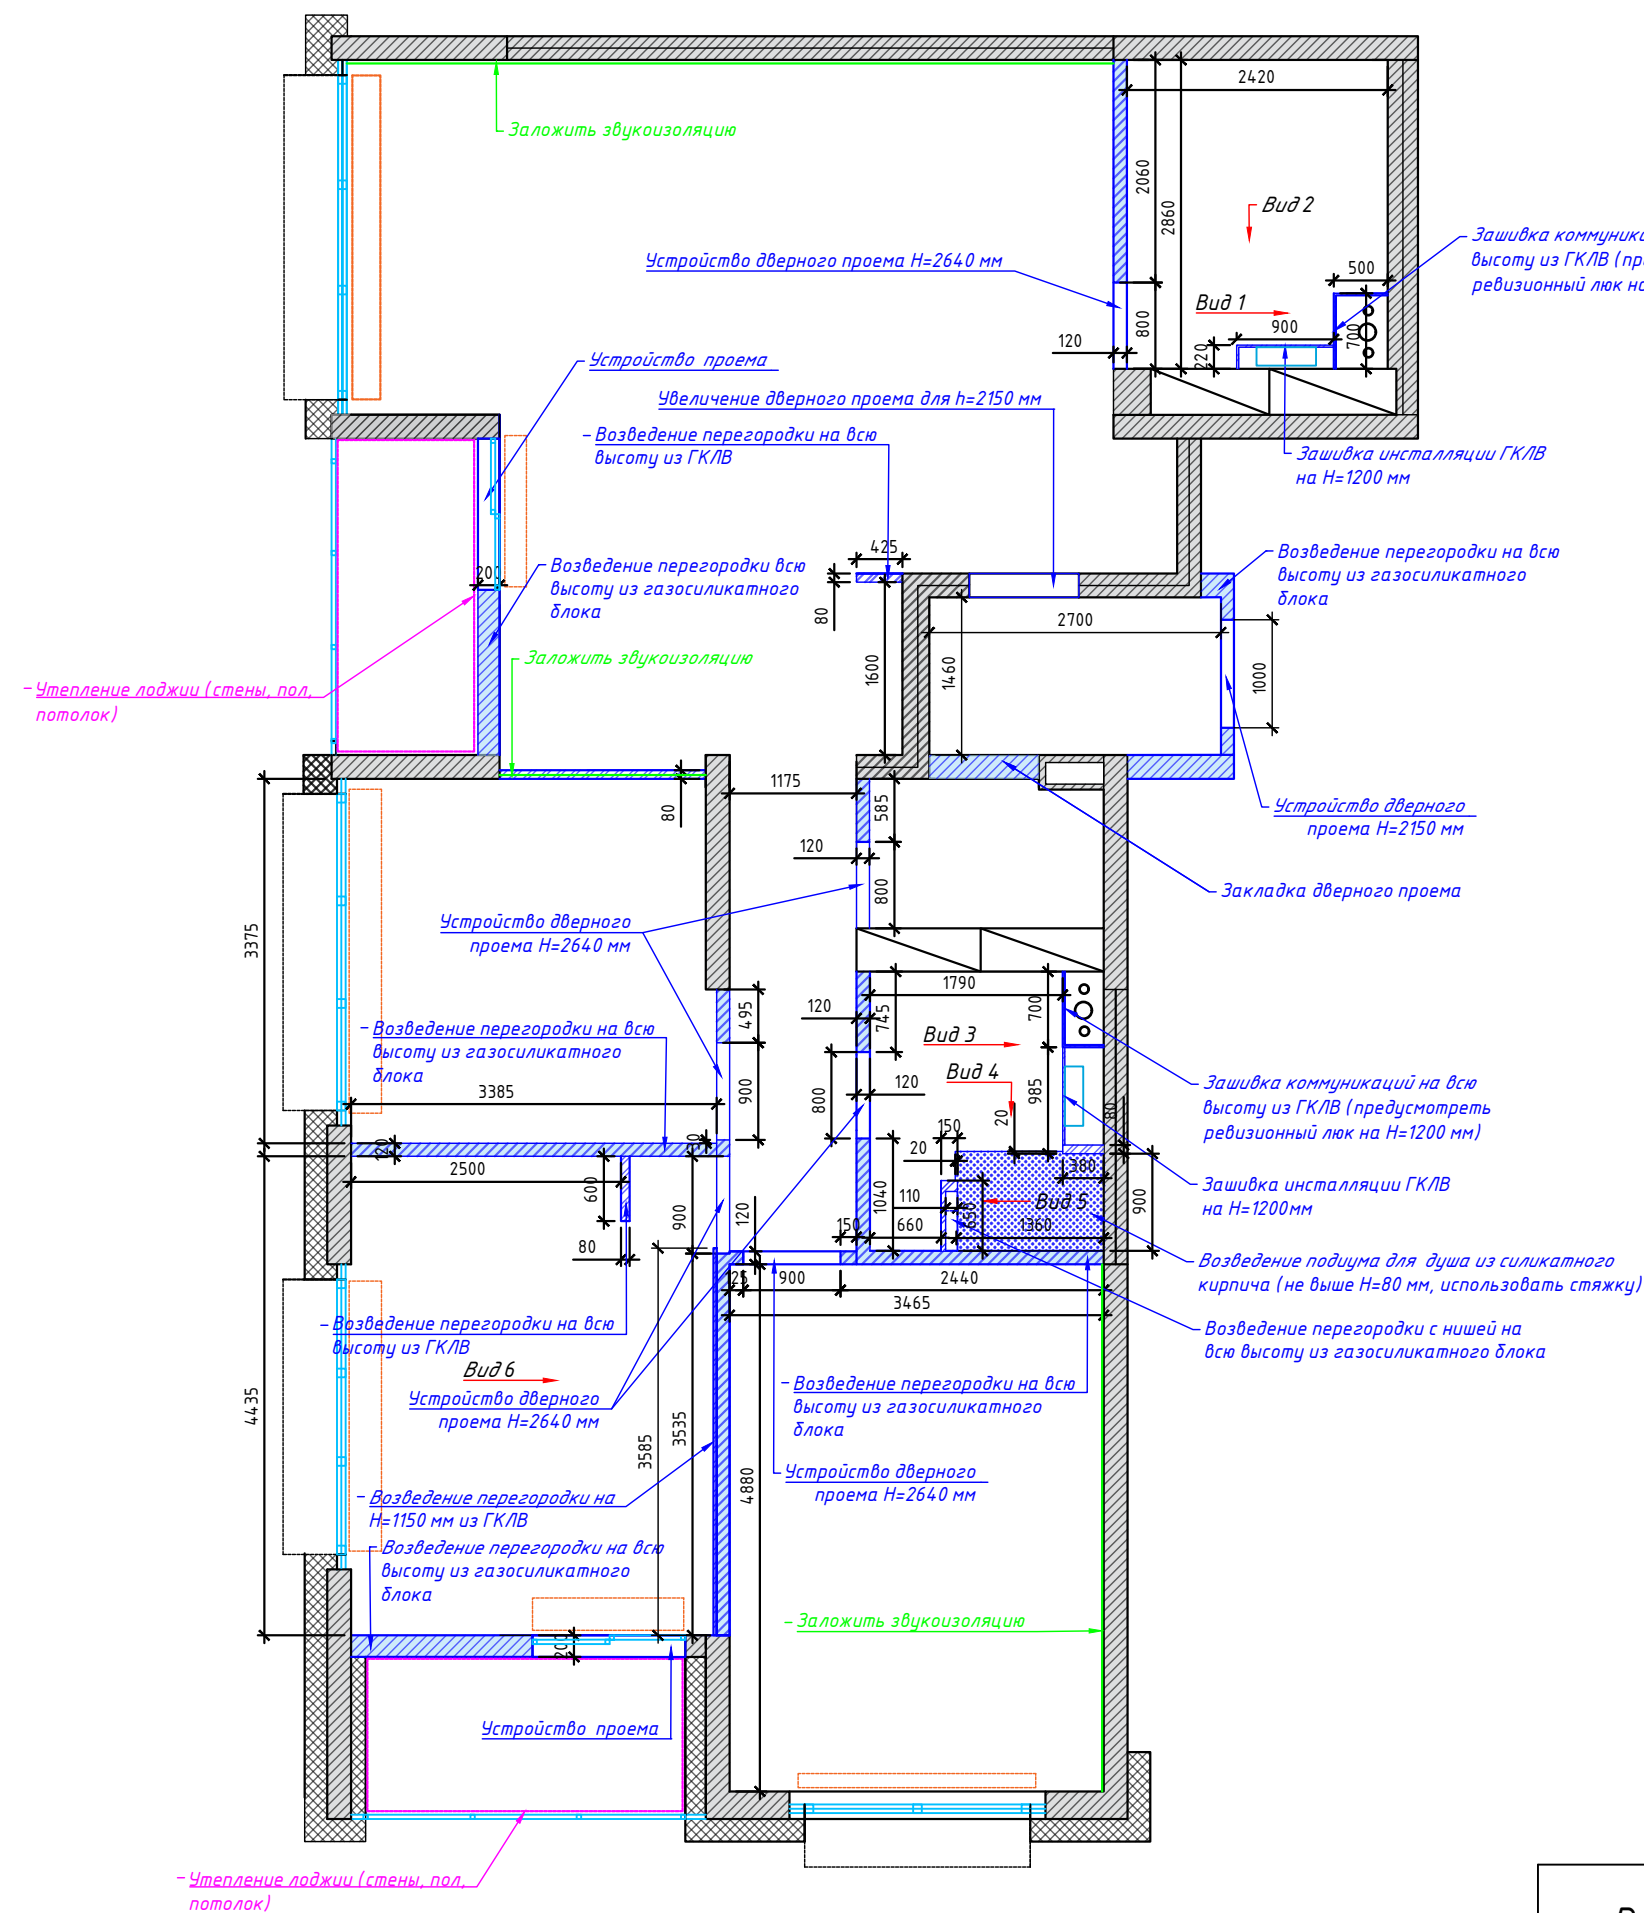 2420
Заложить звукоизоляцию
2060
2860
Вид 2
Зашивка коммуник
высоту из ГКЛВ (пр
ревизионный люк на
Устройство дверного проема Н=2640 мм
500
Вид 1
900
700
800
120
220
Устройство проема
Увеличение дверного проема для h=2150 мм
– Возведение перегородки на всю
высоту из ГКЛВ
– Зашивка инсталляции ГКЛВ
на Н=1200 мм
425
80
200
Возведение перегородки всю
высоту из газосиликатного
блока
Возведение перегородки на всю
высоту из газосиликатного
блока
2700
1600
1460
1000
Заложить звукоизоляцию
– Утепление лоджии (стены, пол,
потолок)
1175
80
585
120
800
Устройство дверного
проема Н=2150 мм
Закладка дверного проема
Устройство дверного
проема Н=2640 мм
3375
1790
495
120
745
700
– Возведение перегородки на всю
высоту из газосиликатного
блока
Вид 3
Вид 4
3385
900
800
120
985
80
Зашивка коммуникаций на всю
высоту из ГКЛВ (предусмотреть
ревизионный люк на Н=1200 мм)
120
2500
600
80
900
120
150
20
20
380
110
1040
150
660
650
Вид 5
1360
900
– Зашивка инсталляции ГКЛВ
на Н=1200мм
Возведение подиума для душа из силикатного
кирпича (не выше Н=80 мм, использовать стяжку)
900
2440
3465
– Возведение перегородки с нишей на
всю высоту из газосиликатного блока
– Возведение перегородки на всю
высоту из ГКЛВ
Вид 6
Устройство дверного
проема Н=2640 мм
– Возведение перегородки на всю
высоту из газосиликатного
блока
4435
3585
3535
4880
Устройство дверного
проема Н=2640 мм
– Возведение перегородки на
Н=1150 мм из ГКЛВ
– Возведение перегородки на всю
высоту из газосиликатного
блока
– Заложить звукоизоляцию
200
Устройство проема
– Утепление лоджии (стены, пол,
потолок)